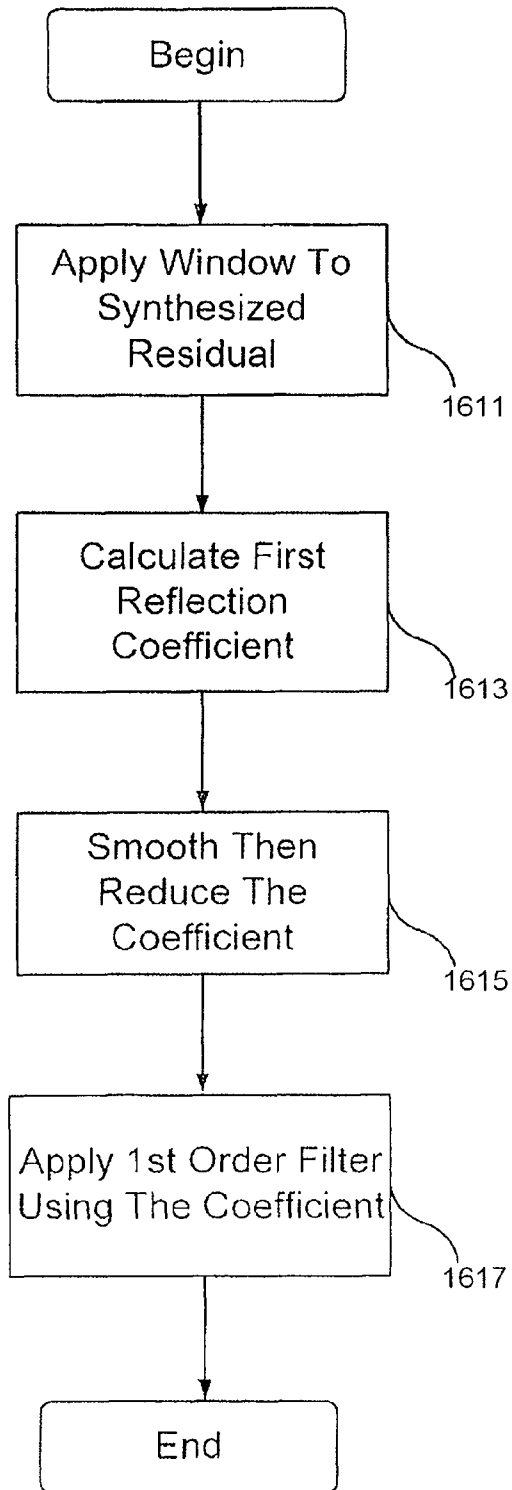 Begin
Apply Window To
Synthesized
Residual
1611
Calculate First
Reflection
Coefficient
1613
Smooth Then
Reduce The
Coefficient
1615
Apply 1st Order Filter
Using The Coefficient
1617
End